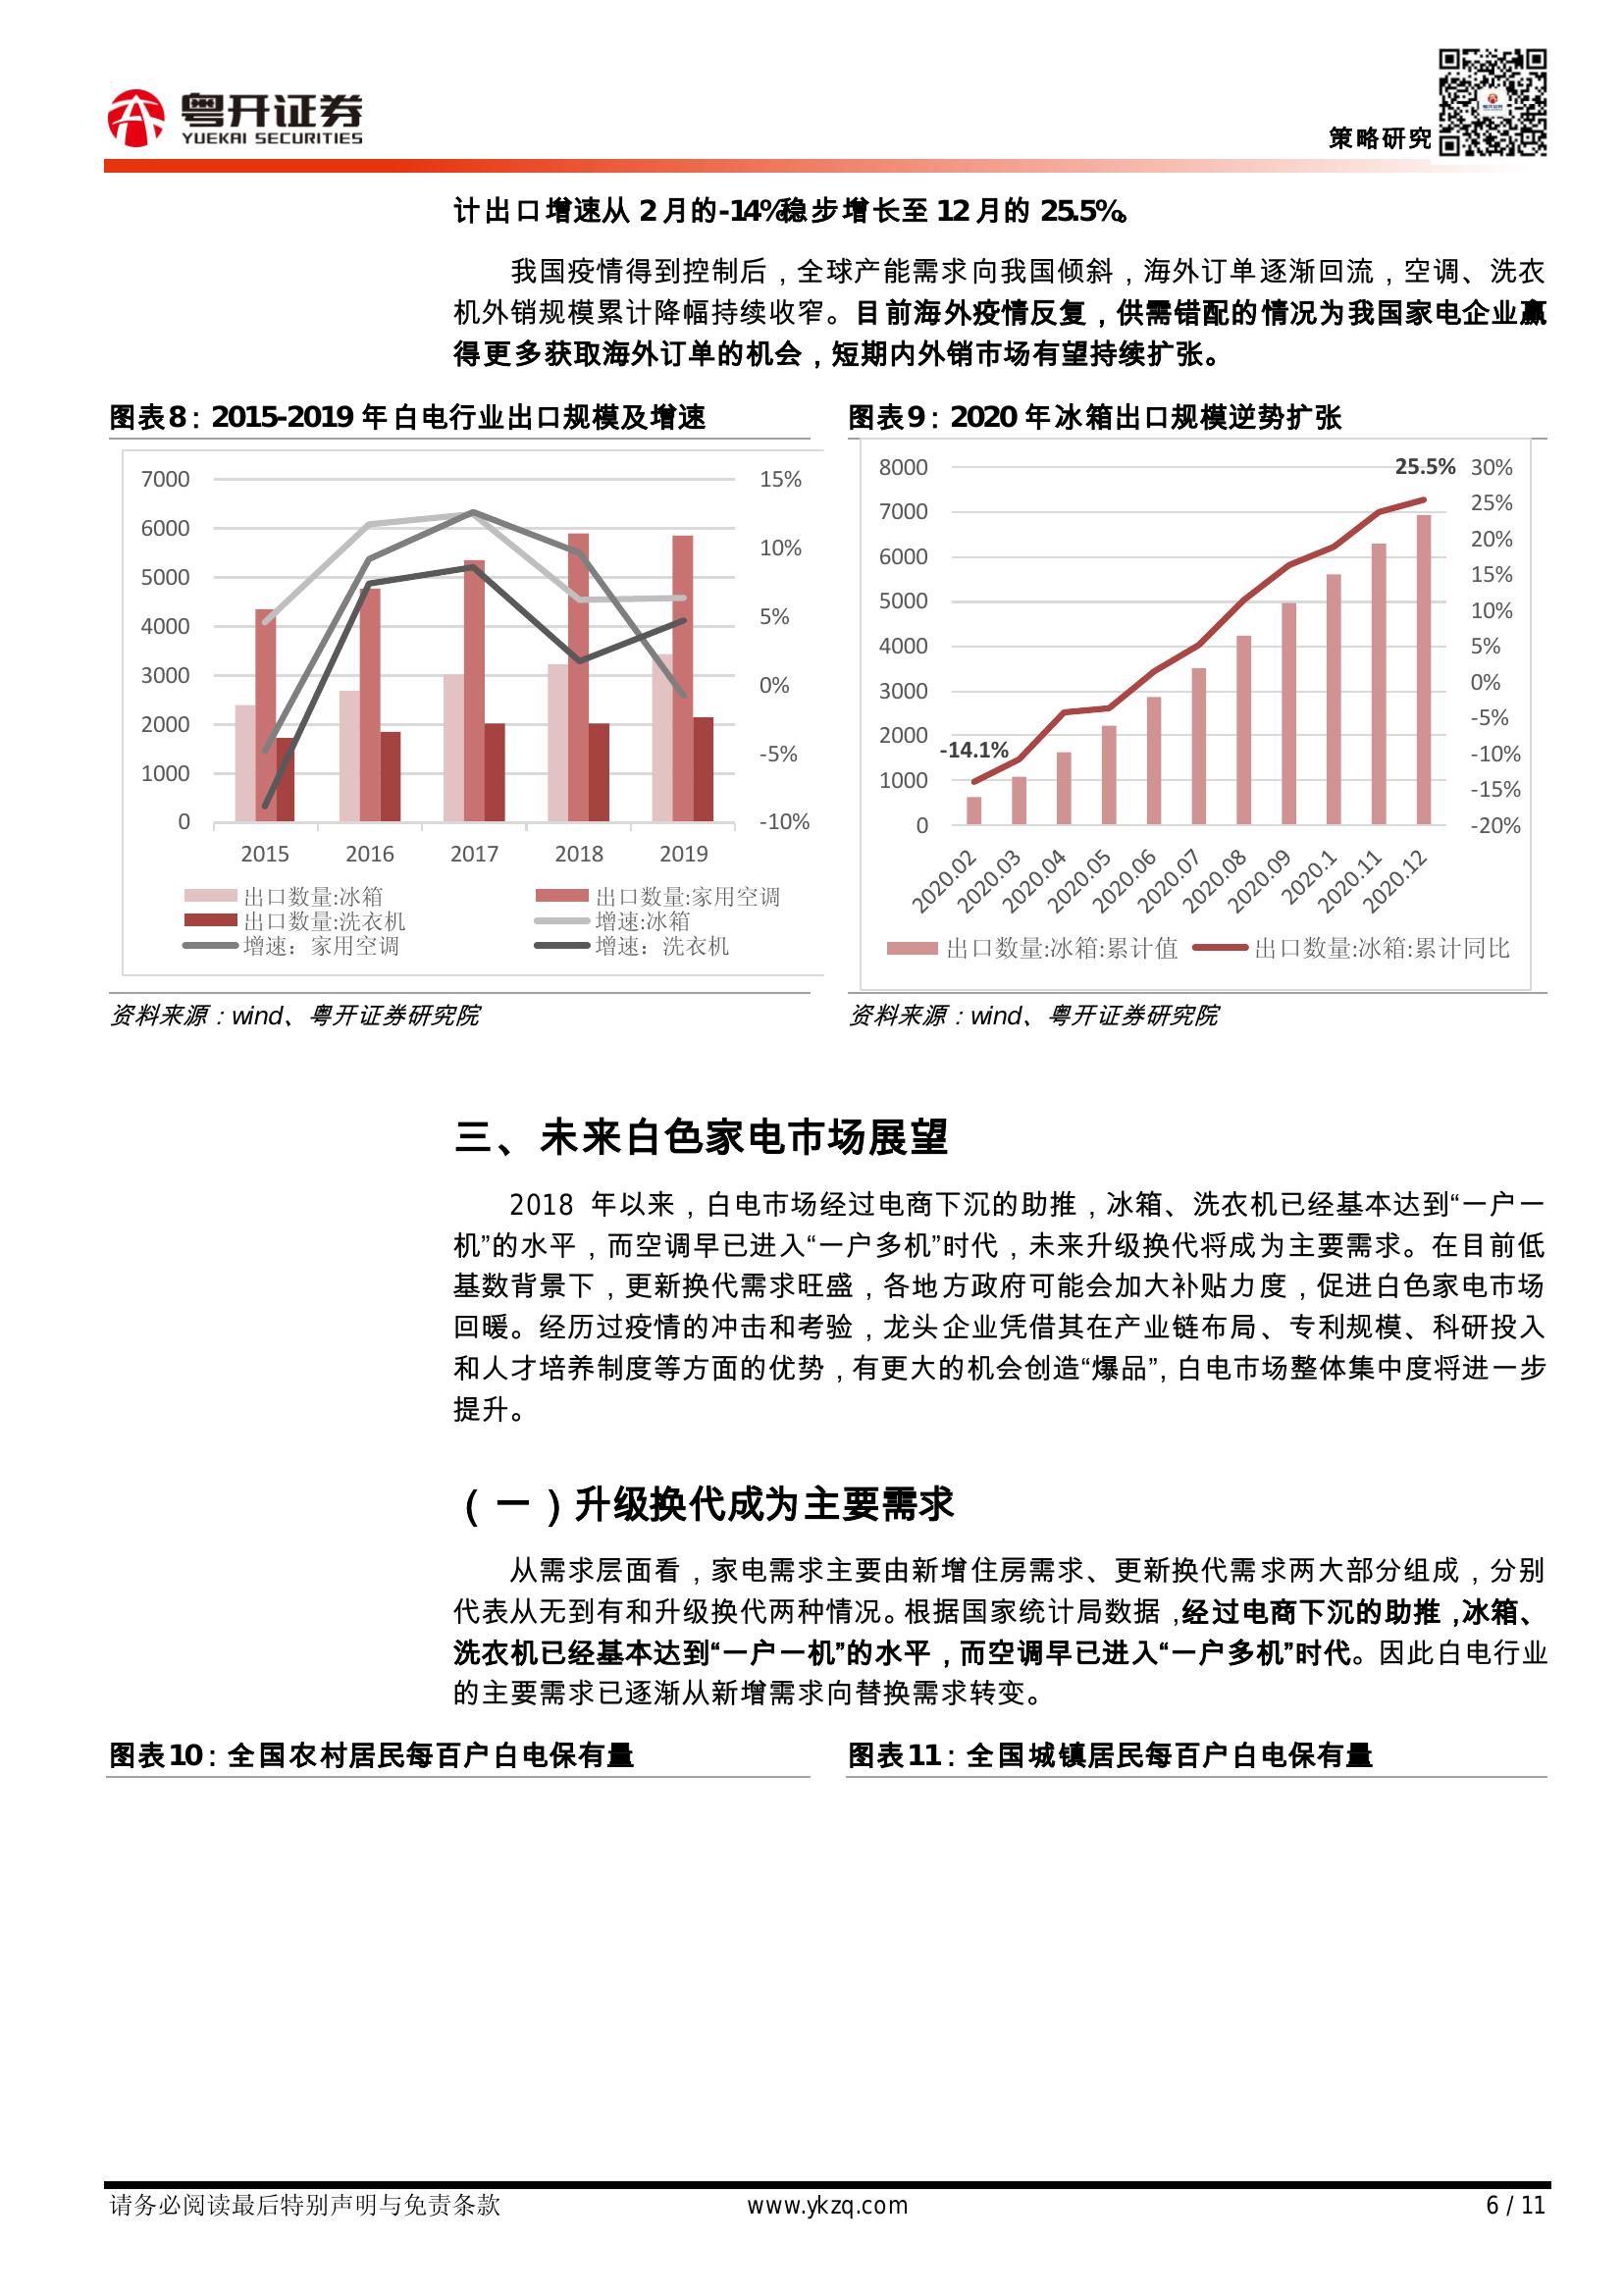 粤开证券
YUEKAI SECURITIES
策略研究
计出口增速从 2 月的-14%稳步增长至 12 月的 25.5%。
我国疫情得到控制后，全球产能需求向我国倾斜，海外订单逐渐回流，空调、洗衣
机外销规模累计降幅持续收窄。目前海外疫情反复，供需错配的情况为我国家电企业赢
得更多获取海外订单的机会，短期内外销市场有望持续扩张。
图表8：2015-2019 年白电行业出口规模及增速
7000
6000
5000
4000
3000
2000
1000
0
15%
10%
5%
0%
-5%
-10%
2015 2016 2017 2018 2019
出口数量:冰箱 出口数量:家用空调
出口数量:洗衣机 增速:冰箱
增速：家用空调 增速：洗衣机
资料来源：wind、粤开证券研究院
图表9：2020 年冰箱出口规模逆势扩张
8000
7000
6000
5000
4000
3000
2000
1000
0
-14.1%
25.5%
30%
25%
20%
15%
10%
5%
0%
-5%
-10%
-15%
-20%
2020.02 2020.03 2020.04 2020.05 2020.06 2020.07 2020.08 2020.09 2020.1 2020.11 2020.12
出口数量:冰箱:累计值 出口数量:冰箱:累计同比
资料来源：wind、粤开证券研究院
三、未来白色家电市场展望
2018 年以来，白电市场经过电商下沉的助推，冰箱、洗衣机已经基本达到“一户一
机”的水平，而空调早已进入“一户多机”时代，未来升级换代将成为主要需求。在目前低
基数背景下，更新换代需求旺盛，各地方政府可能会加大补贴力度，促进白色家电市场
回暖。经历过疫情的冲击和考验，龙头企业凭借其在产业链布局、专利规模、科研投入
和人才培养制度等方面的优势，有更大的机会创造“爆品”，白电市场整体集中度将进一步
提升。
（一）升级换代成为主要需求
从需求层面看，家电需求主要由新增住房需求、更新换代需求两大部分组成，分别
代表从无到有和升级换代两种情况。根据国家统计局数据，经过电商下沉的助推，冰箱、
洗衣机已经基本达到“一户一机”的水平，而空调早已进入“一户多机”时代。因此白电行业
的主要需求已逐渐从新增需求向替换需求转变。
图表10：全国农村居民每百户白电保有量
图表11：全国城镇居民每百户白电保有量
请务必阅读最后特别声明与免责条款 www.ykzq.com 6 / 11